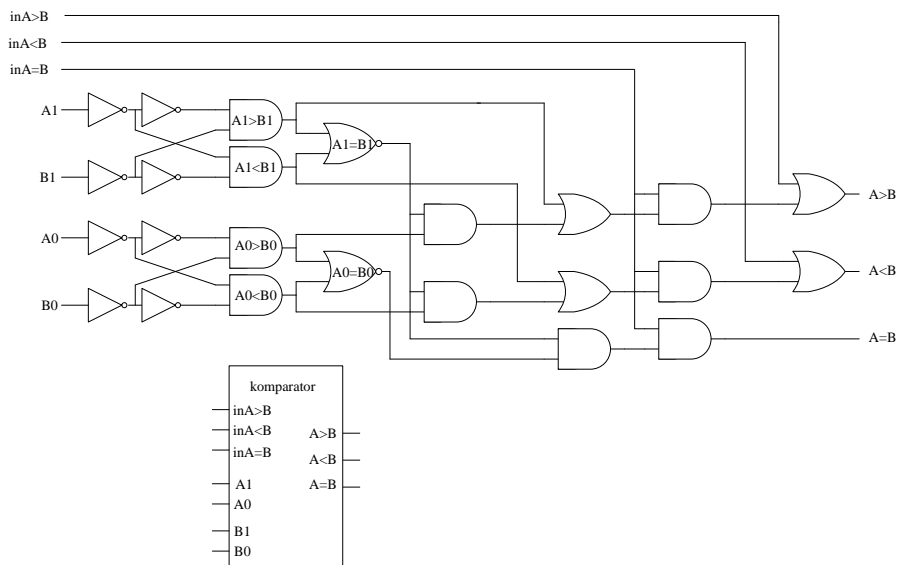 inA>B
inA<B
inA=B
A1
A1>B1
A1=B1
B1
A1<B1
A>B
A0
A0>B0
A0=B0
A<B
B0
A0<B0
A=B
komparator
inA>B
inA<B
inA=B
A>B
A<B
A=B
A1
A0
B1
B0